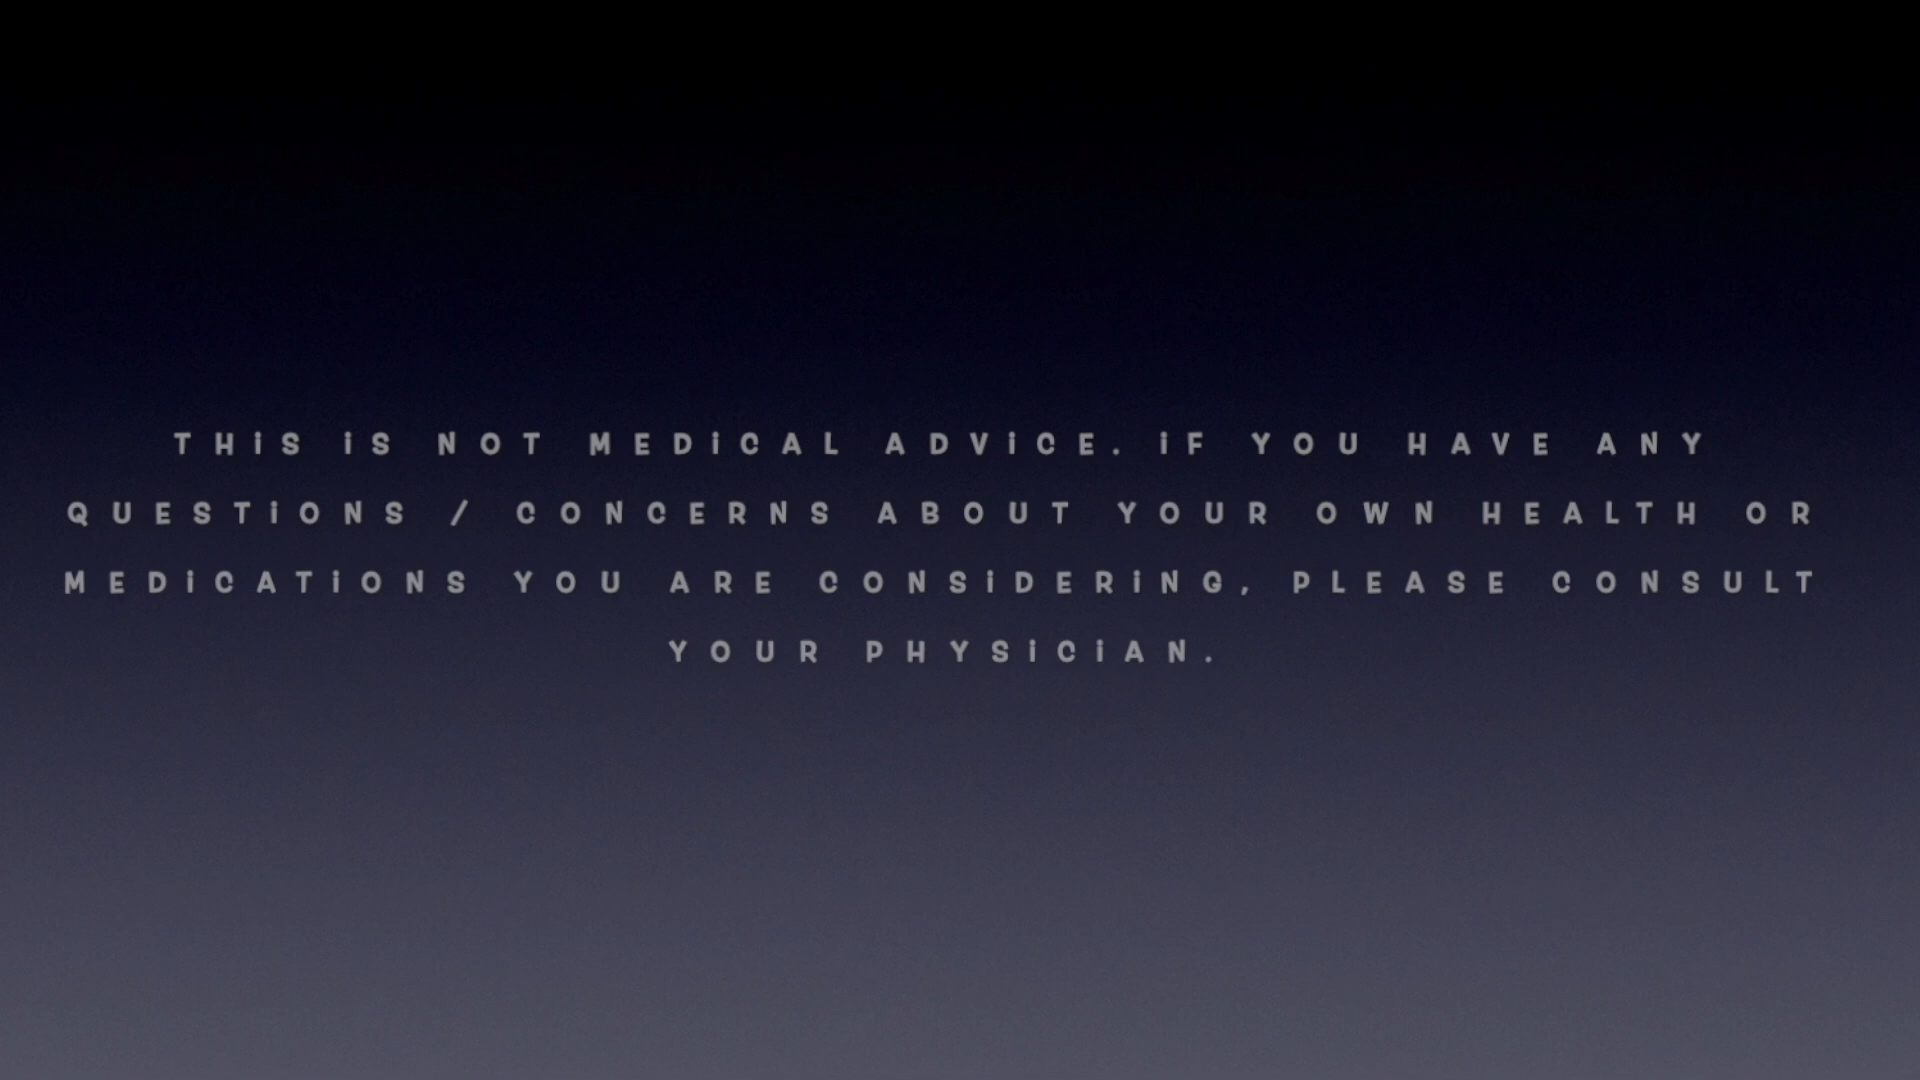 THiS iS NOT MEDiCAL ADViCE. iF YOU HAVE ANY
QUESTiONS / CONCERNS ABOUT YOUR OWN HEALTH OR
MEDiCATiONS YOU ARE CONSiDERiNG, PLEASE CONSULT
YOUR PHYSiCiAN.